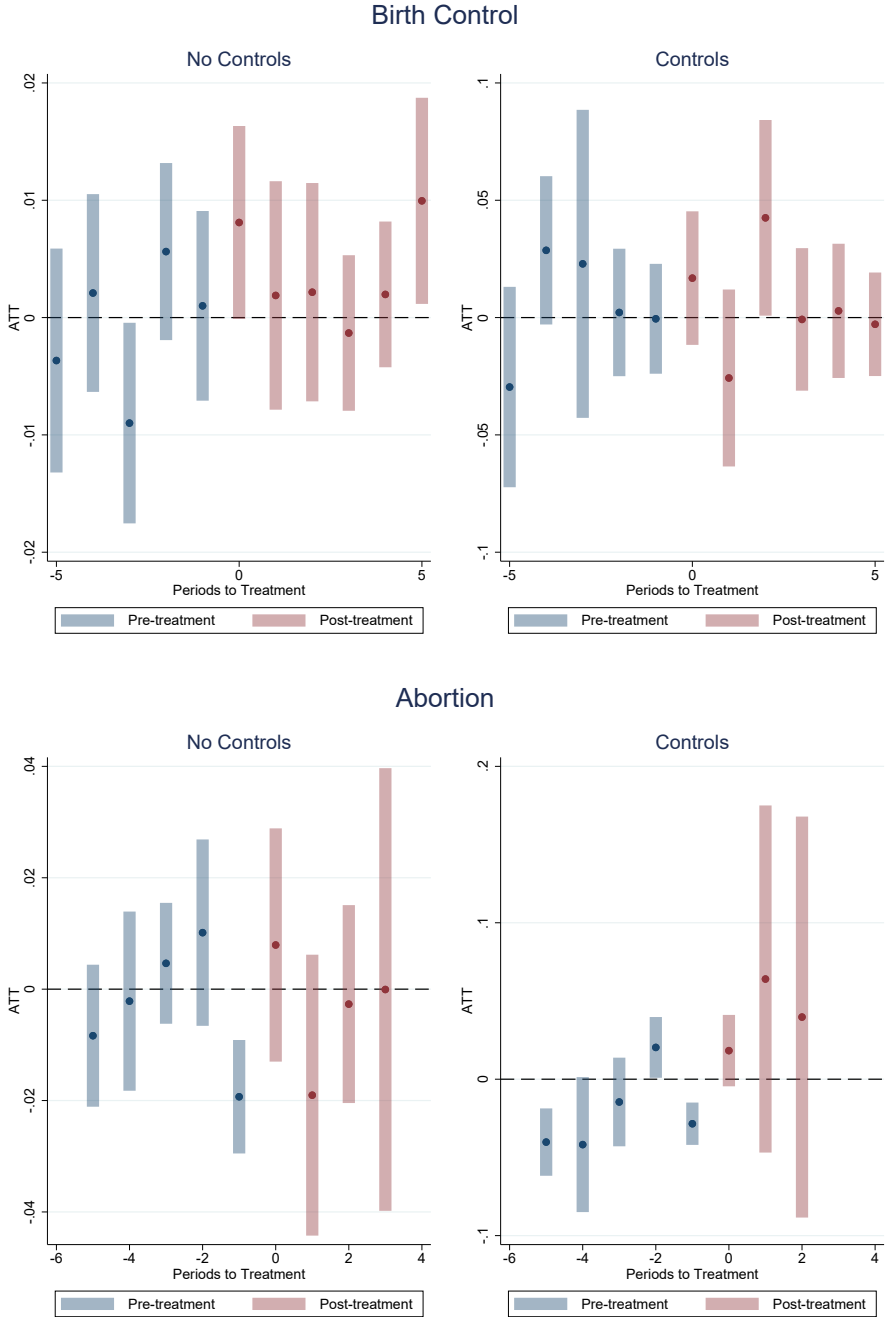 Birth Control
No Controls
.02
.01
0
-.01
-.02
ATT
-5
0
5
Periods to Treatment
Pre-treatment
Post-treatment
Controls
.1
.05
0
-.05
-.1
ATT
-5
0
5
Periods to Treatment
Pre-treatment
Post-treatment
Abortion
No Controls
.04
.02
0
-.02
-.04
ATT
-6
-4
-2
0
2
4
Periods to Treatment
Pre-treatment
Post-treatment
Controls
.2
.1
0
-.1
ATT
-6
-4
-2
0
2
4
Periods to Treatment
Pre-treatment
Post-treatment